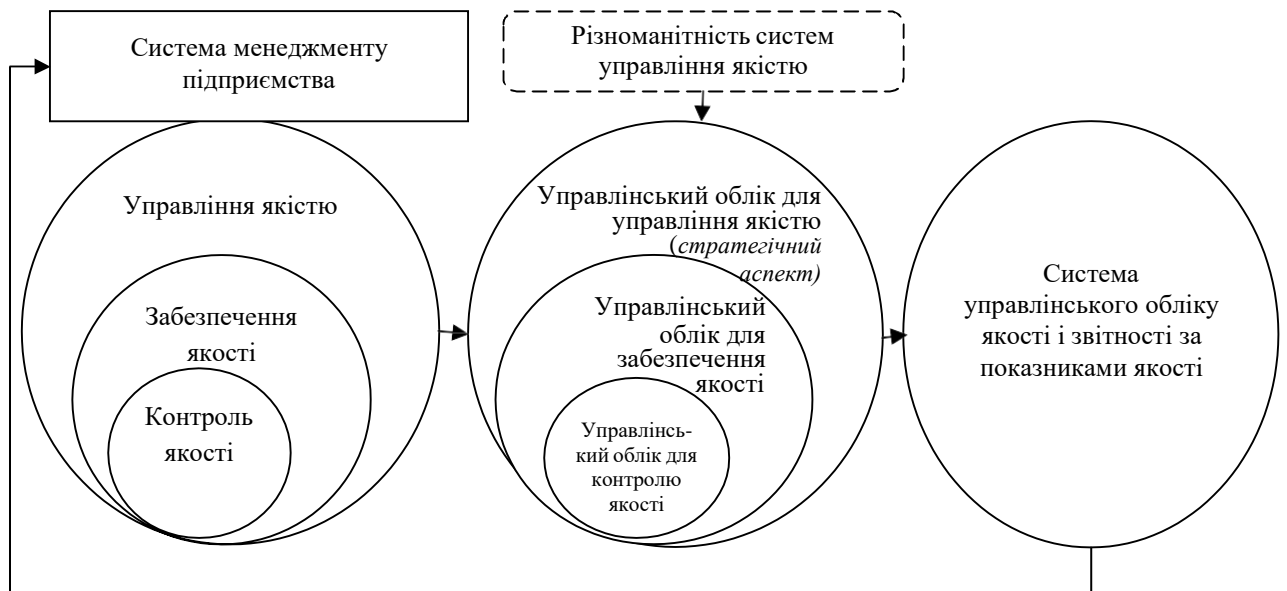 Система менеджменту
підприємства
Різноманітність систем
управління якістю
Управління якістю
Забезпечення
якості
Контроль
якості
Управлінський облік для
управління якістю
(стратегічний
аспект)
Управлінський
облік для
забезпечення
якості
Управлінсь-
кий облік для
контролю
якості
Система
управлінського обліку
якості і звітності за
показниками якості